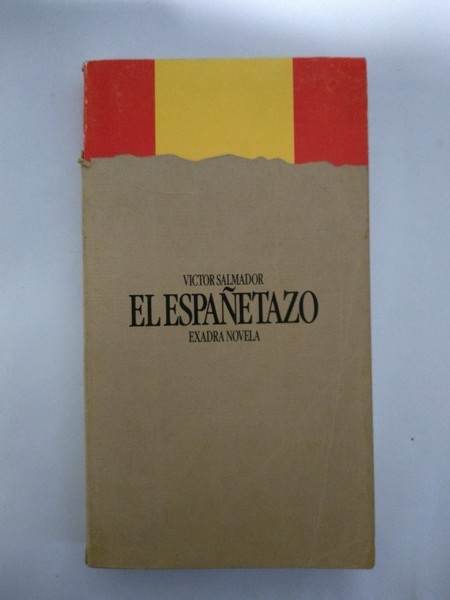 VICTOR SALMADOR
EL ESPAÑETAZO
EXADRA NOVELA